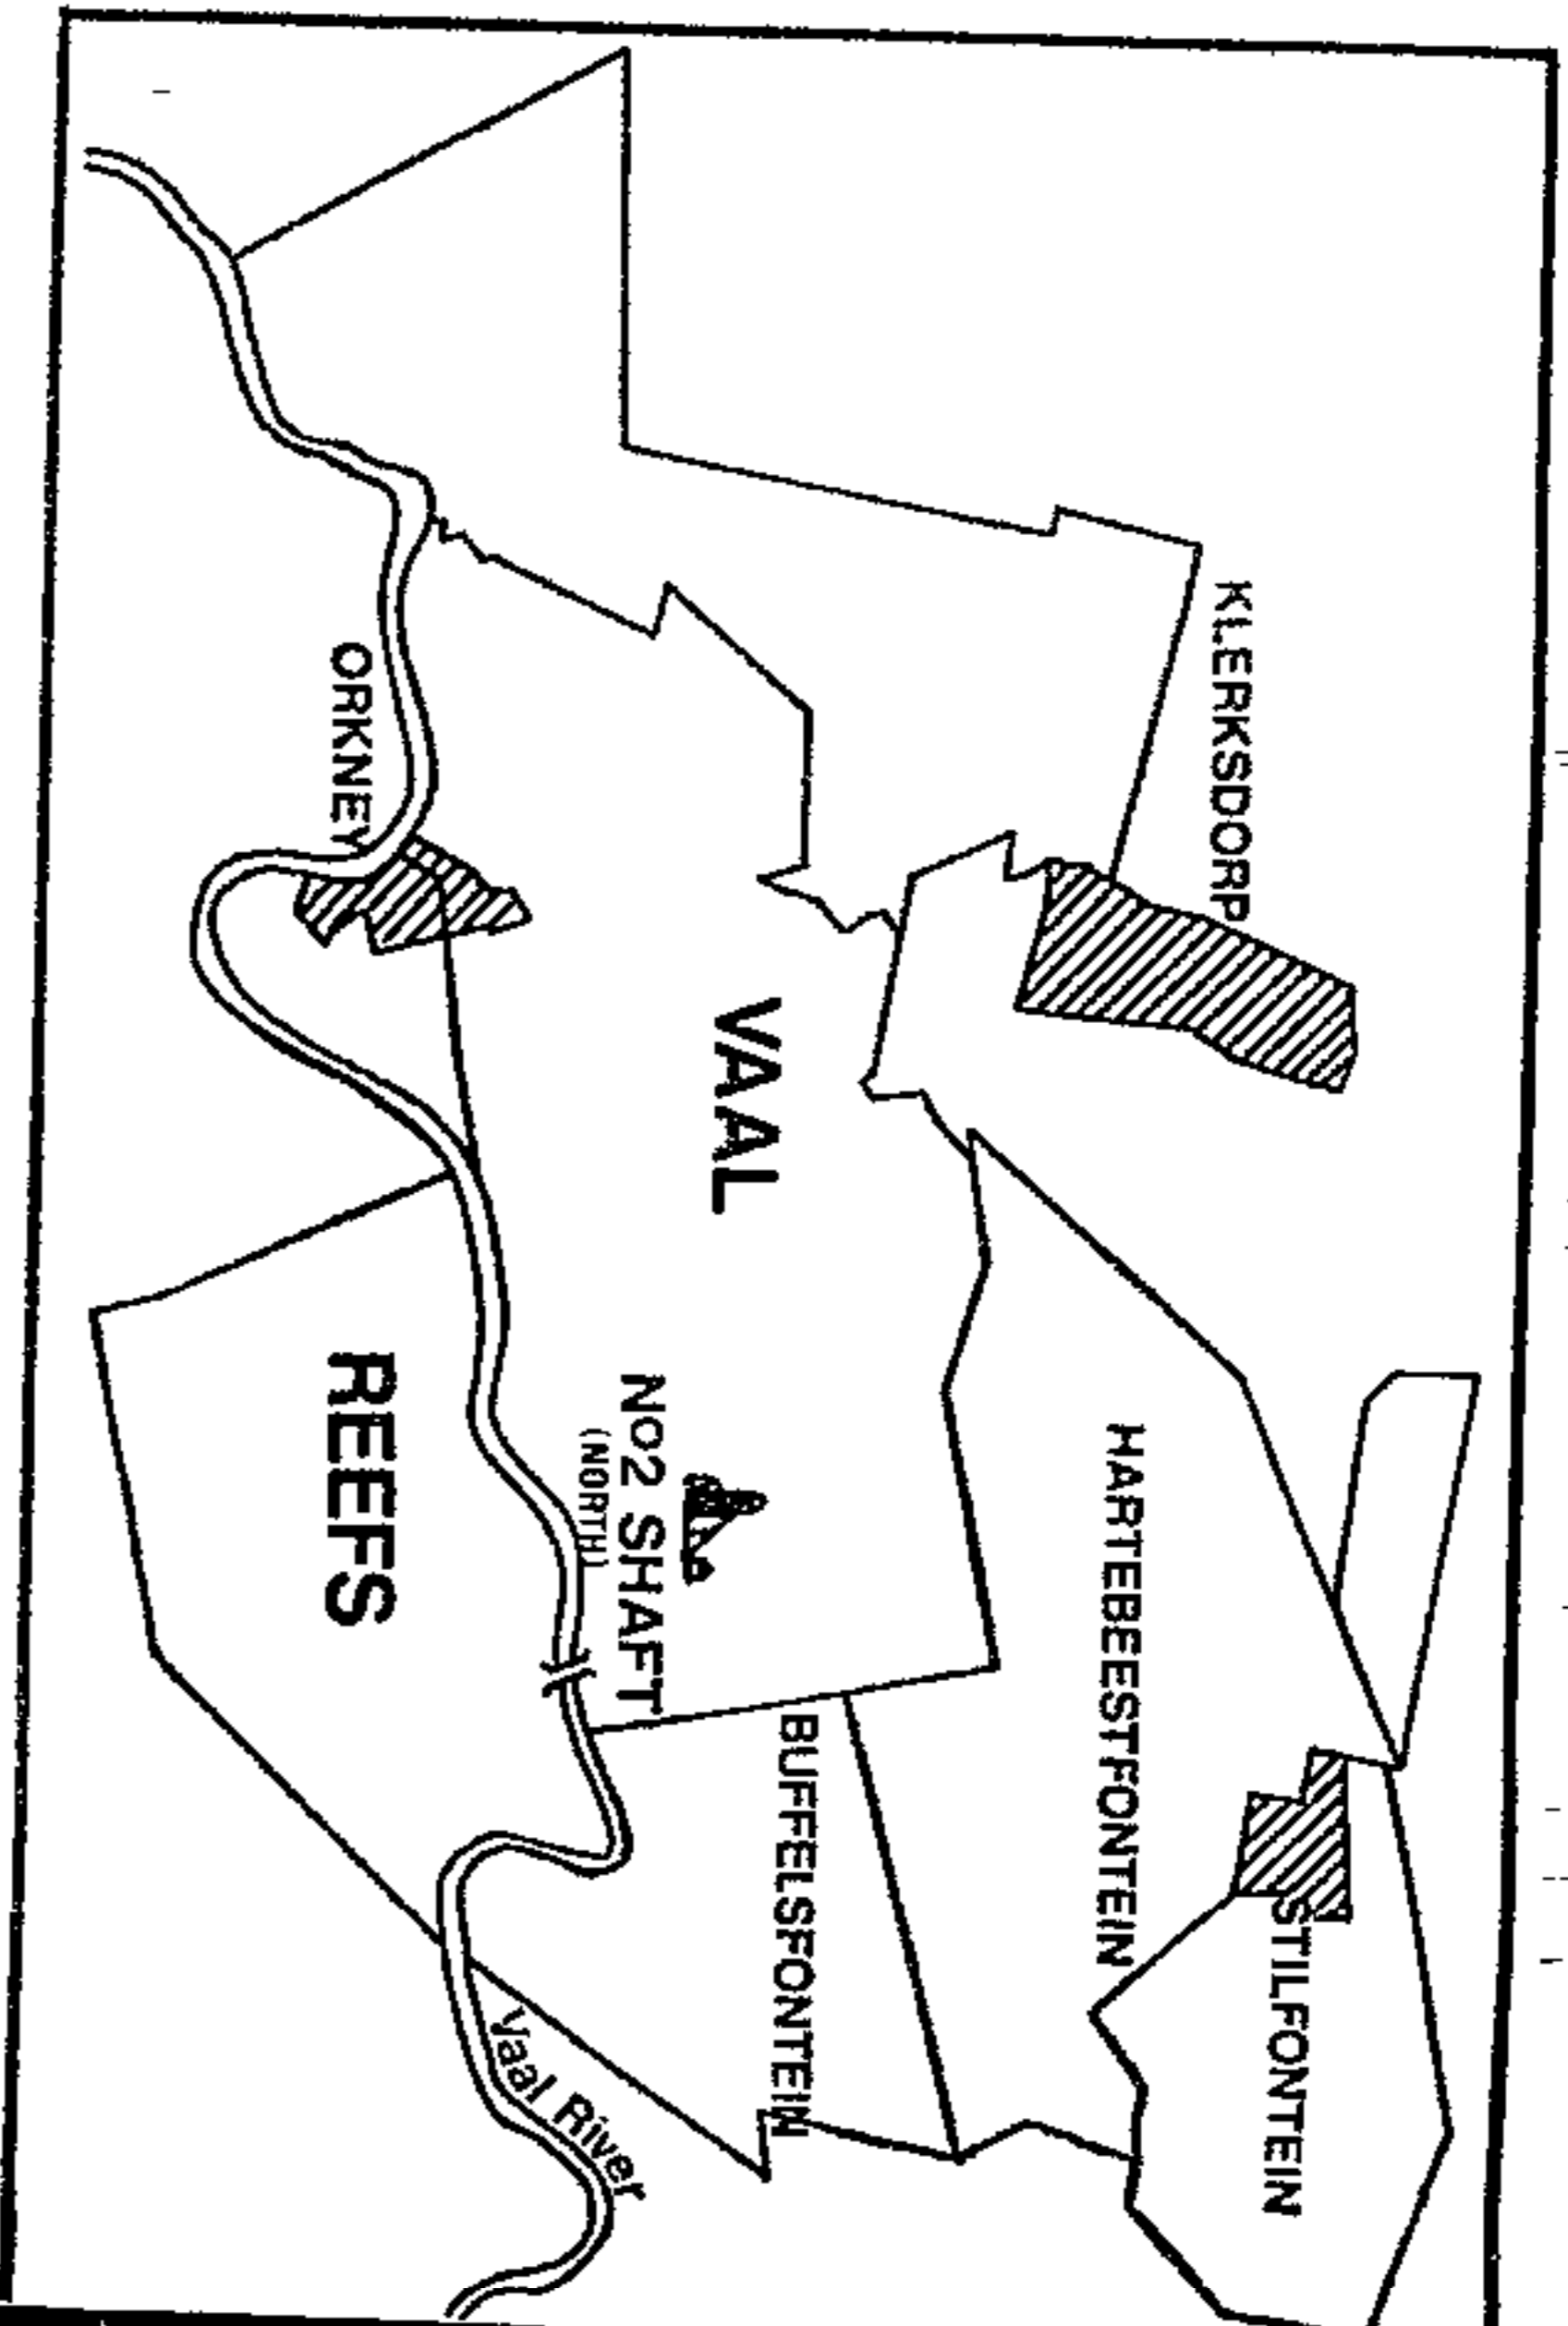 KLERKSDORP
STILFONTEIN
HARTEBEESTFONTEIN
VAAL
BUFFELSFONTEIN
NO2 SHAFT
(NORTH)
ORKNEY
REEFS
Vaal River